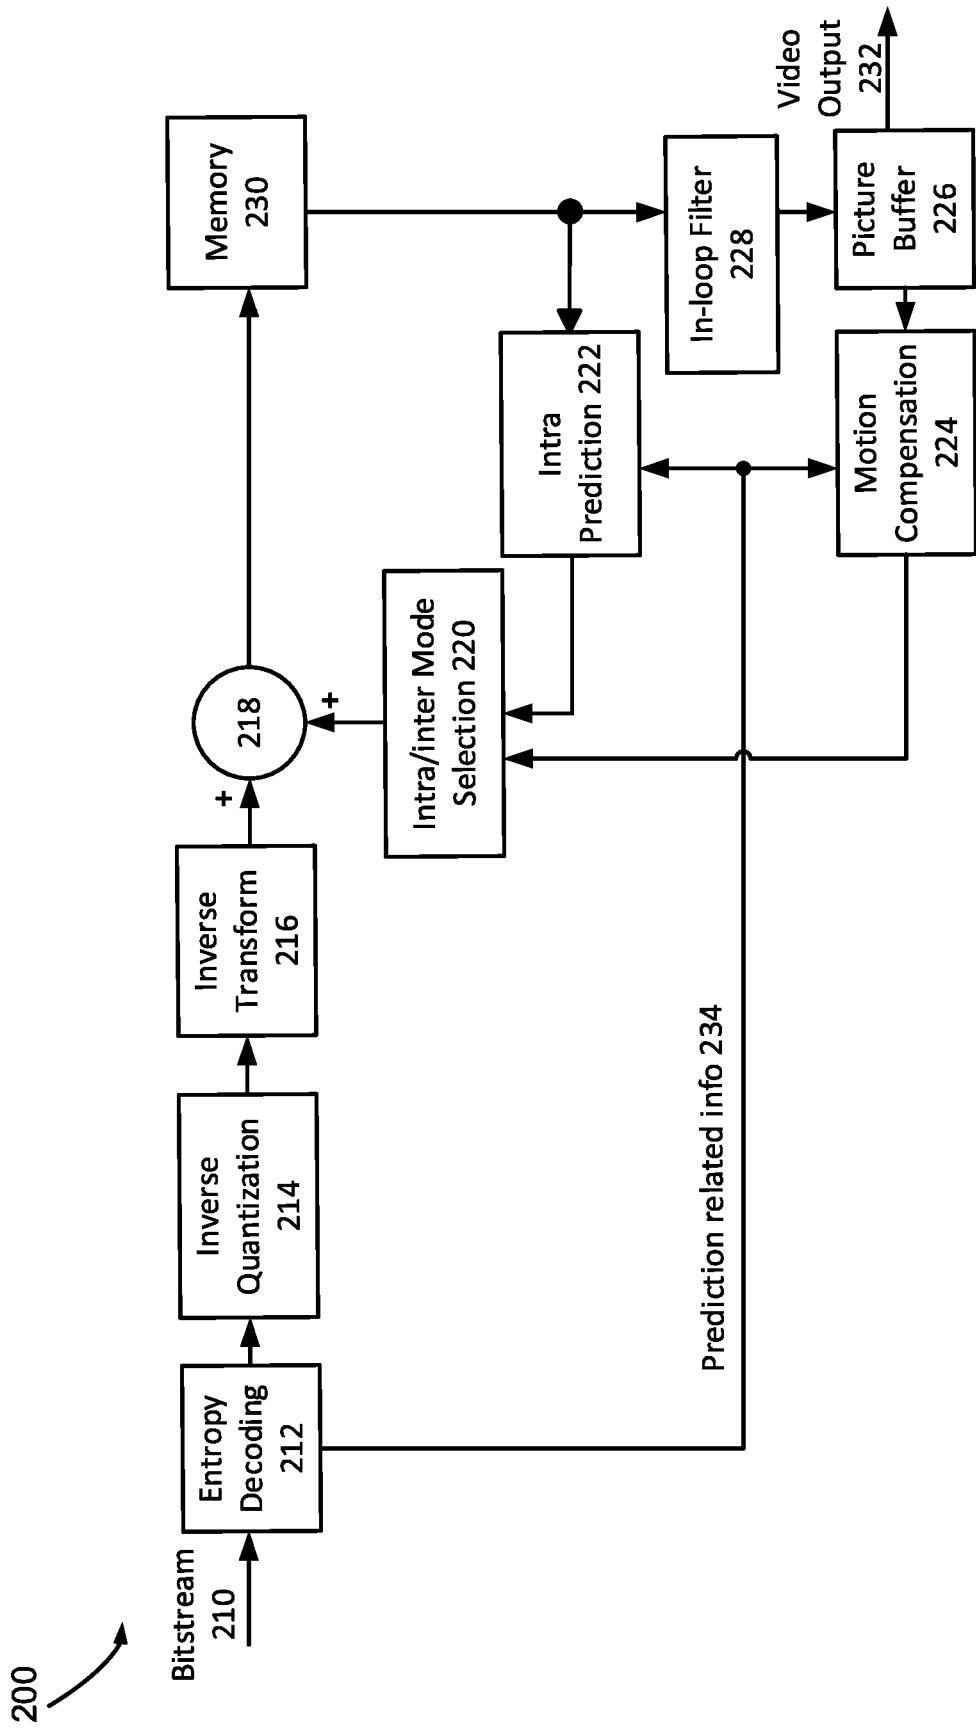 200
Bitstream
210
Entropy
Decoding
212
Inverse
Quantization
214
Inverse
Transform
216
+
218
+
Memory
230
Intra/inter Mode
Selection 220
Intra
Prediction 222
In-loop Filter
228
Prediction related info 234
Motion
Compensation
224
Picture
Buffer
226
Video
Output
232